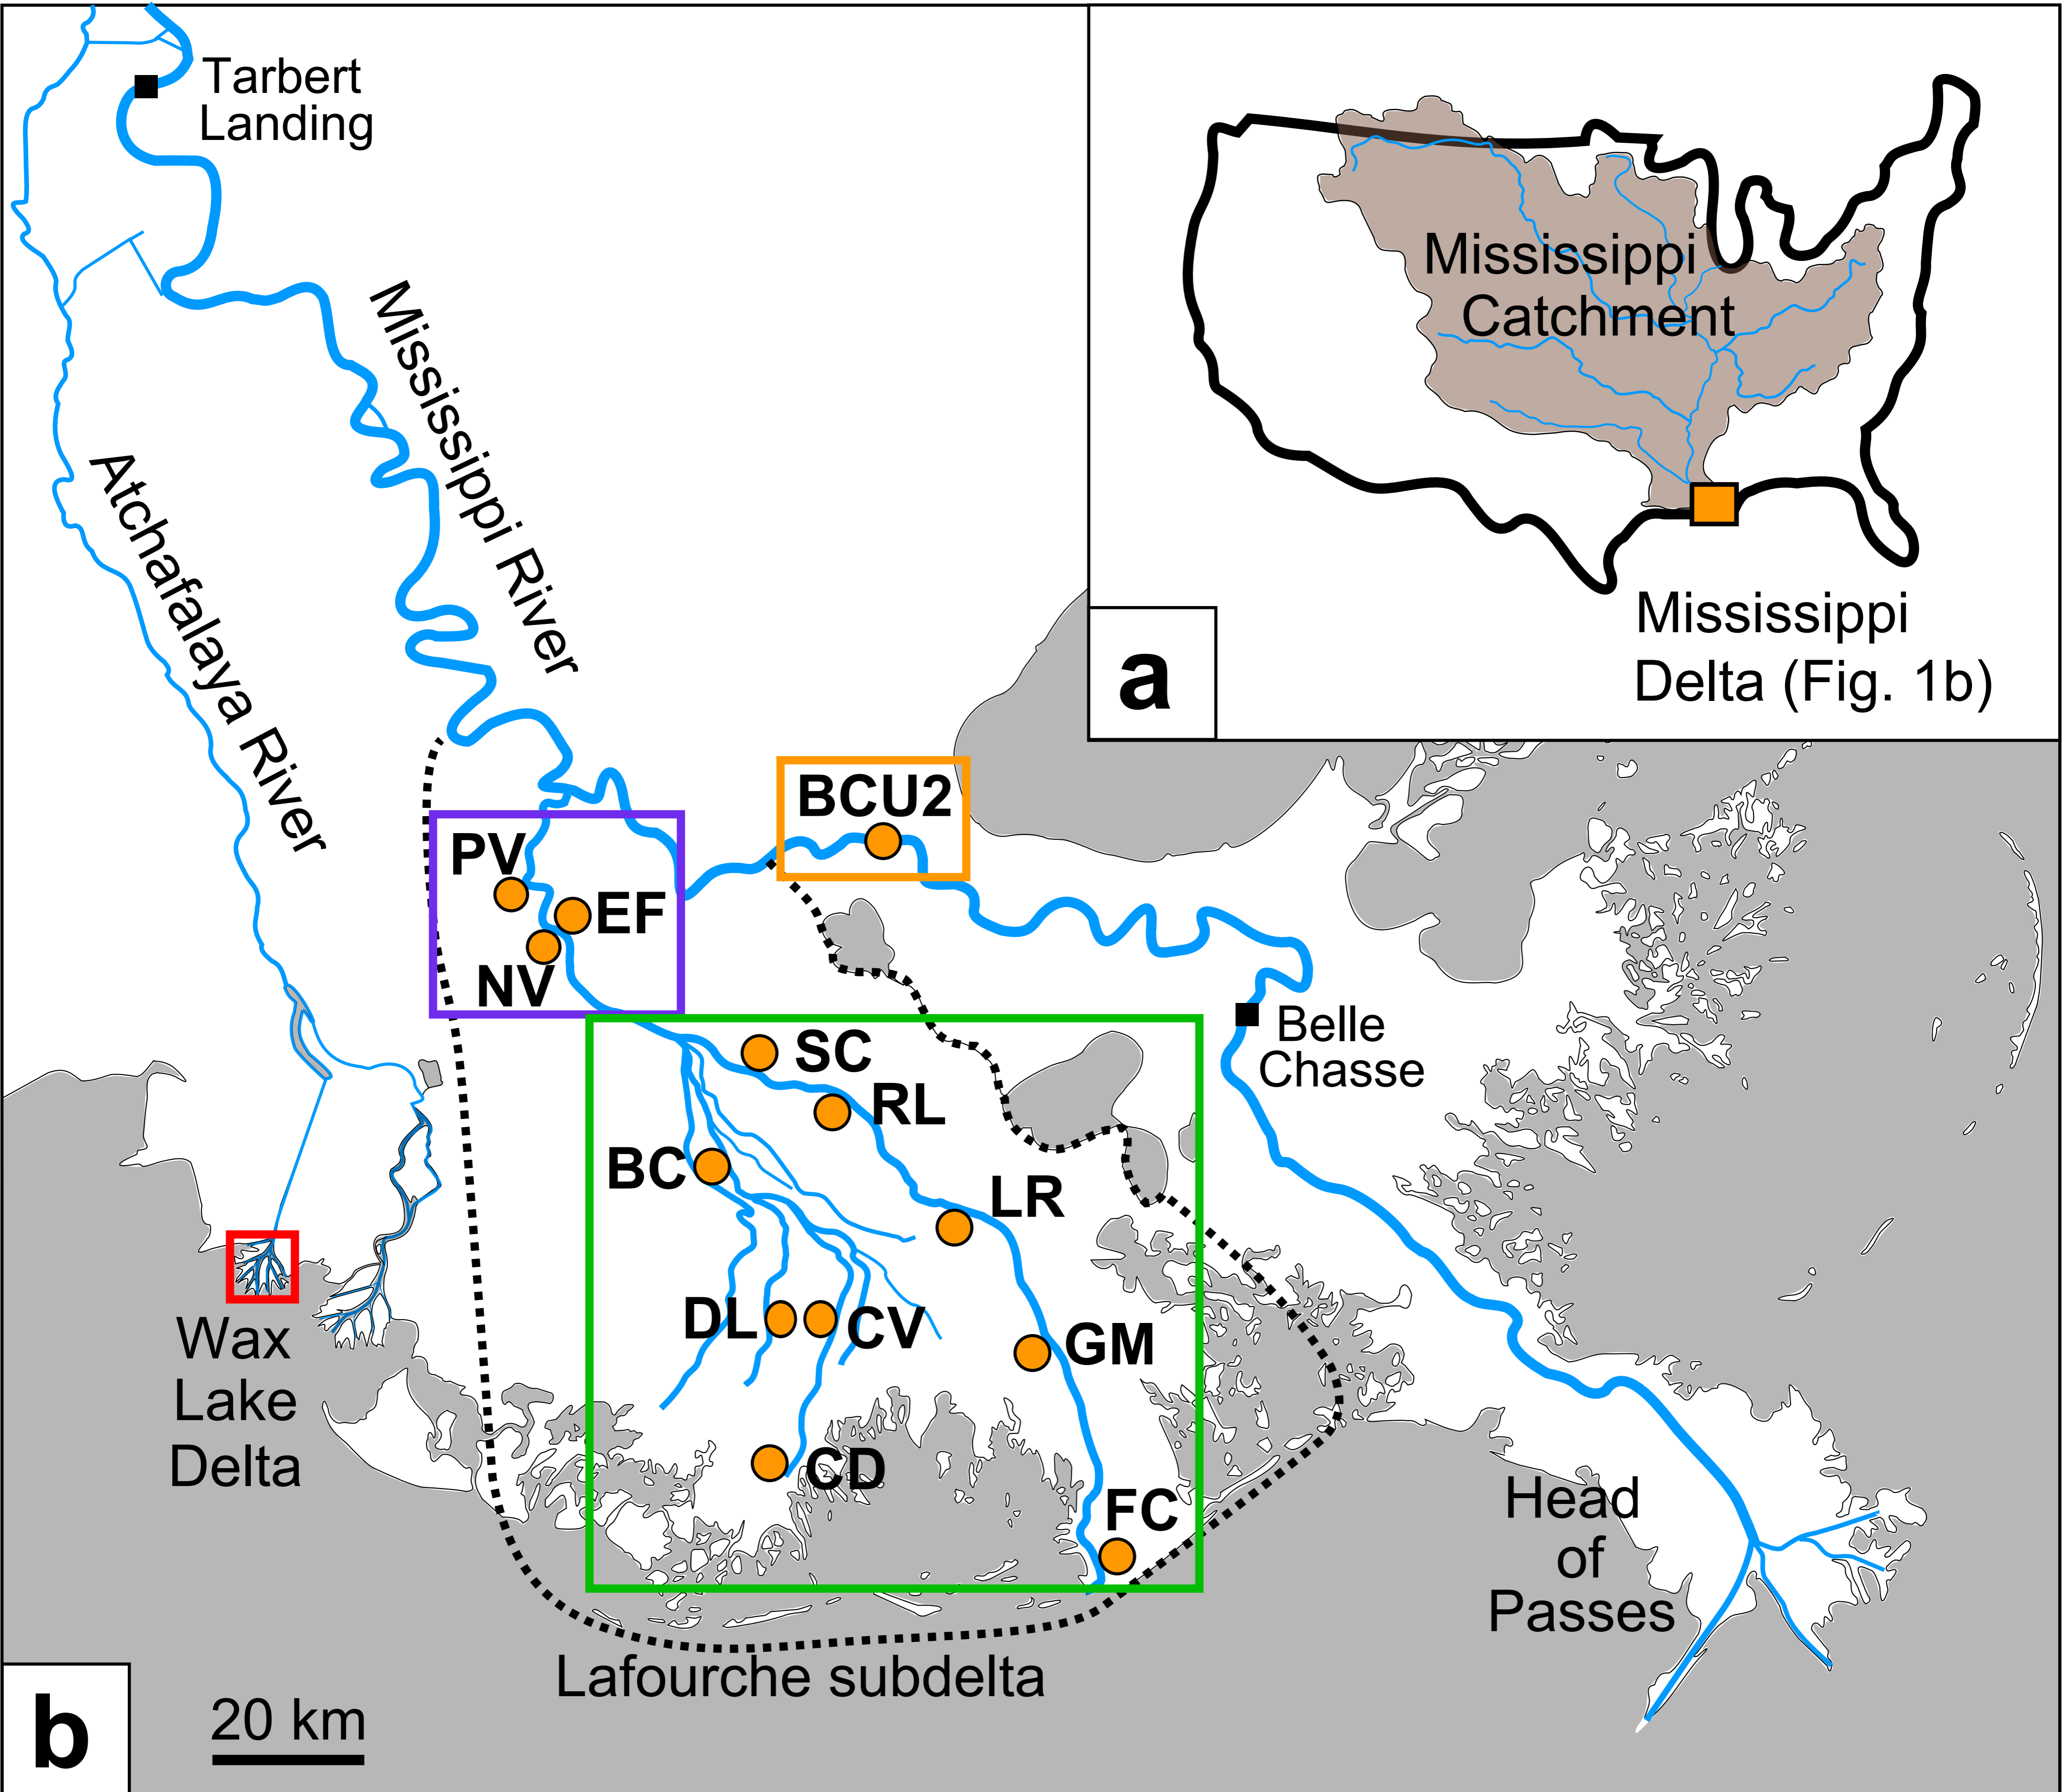 Tarbert
Landing
Mississippi River
Atchafalaya River
Mississippi
Catchment
Mississippi
Delta (Fig. 1b)
a
BCU2
PV
EF
NV
SC
RL
BC
LR
DL
CV
GM
CD
FC
Belle
Chasse
Wax
Lake
Delta
Head
of
Passes
Lafourche subdelta
20 km
b